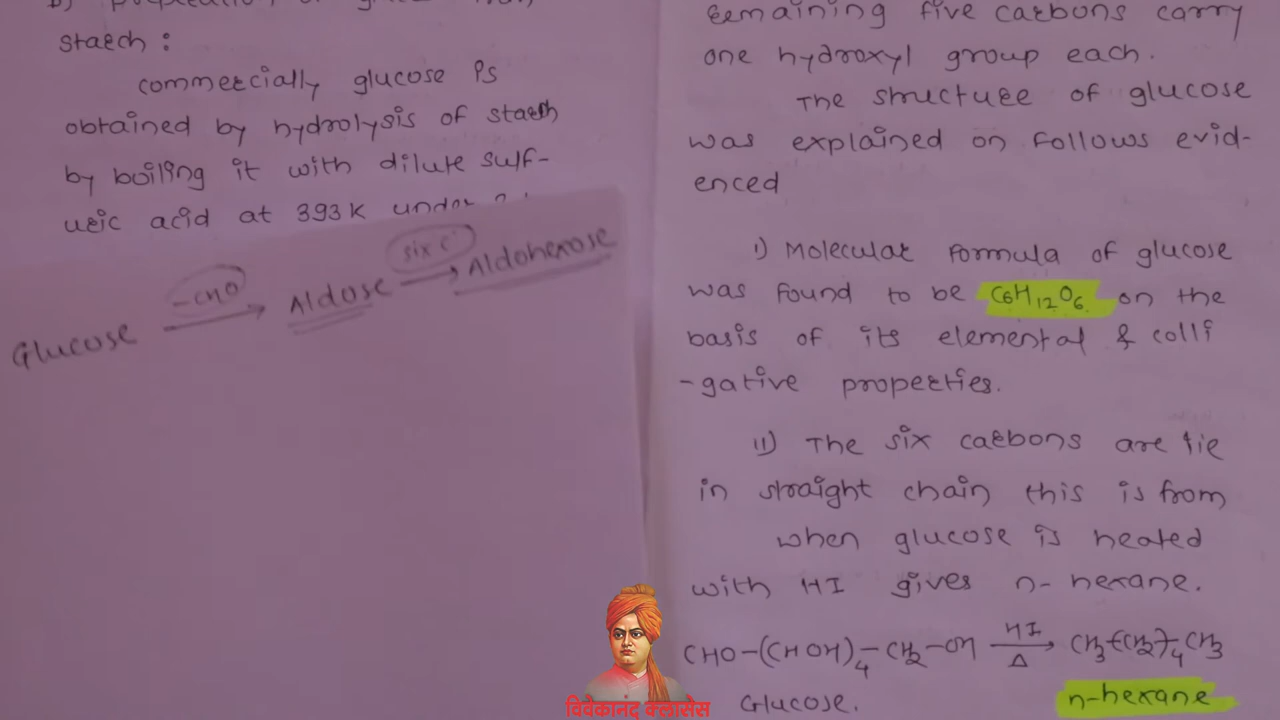 starch :
commercially glucose is
obtained by hydrolysis of starch
by boiling it with dilute sulf-
uric acid at 393 K under
Glucose —CHO→ Aldose six C→ Aldohexose
remaining five carbons carry
one hydroxyl group each.
The structure of glucose
was explained on follows evid-
enced
i) Molecular formula of glucose
was found to be C6H12O6 on the
basis of its elemental & colli
-gative properties.
ii) The six carbons are tie
in straight chain this is from
when glucose is heated
with HI gives n- hexane.
CHO-(CHOH)4-CH2-OH HI Δ→ CH3-(CH2)4-CH3
Glucose. n-hexane
विवेकानंद क्लासेस